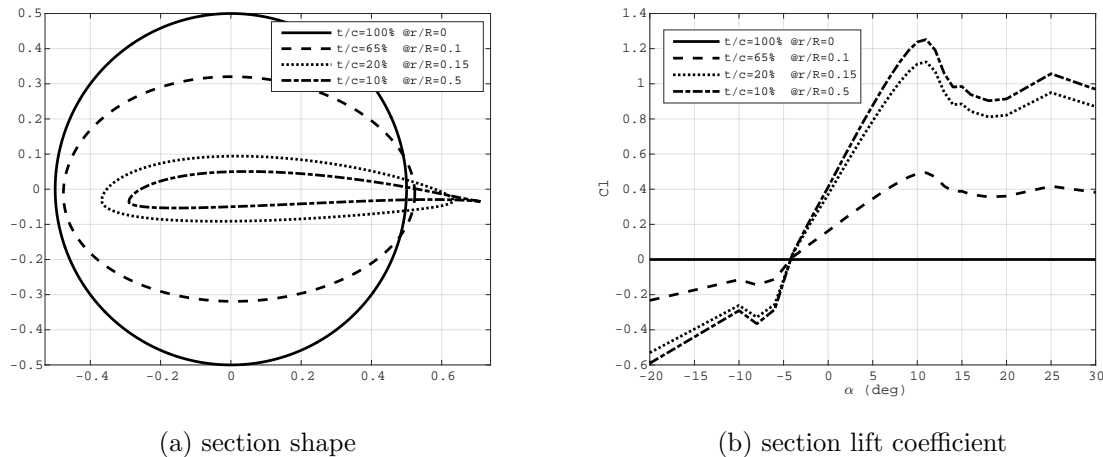 0.5
0.4
0.3
0.2
0.1
0
-0.1
-0.2
-0.3
-0.4
-0.5
-0.4 -0.2 0 0.2 0.4 0.6
t/c=100% @r/R=0
t/c=65% @r/R=0.1
t/c=20% @r/R=0.15
t/c=10% @r/R=0.5
(a) section shape
1.4
1.2
1
0.8
0.6
0.4
0.2
0
-0.2
-0.4
-0.6
Cl
-20 -15 -10 -5 0 5 10 15 20 25 30
α (deg)
t/c=100% @r/R=0
t/c=65% @r/R=0.1
t/c=20% @r/R=0.15
t/c=10% @r/R=0.5
(b) section lift coefficient